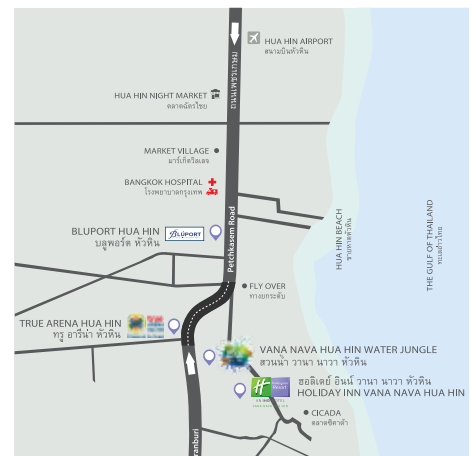 HUA HIN AIRPORT
สนามบินหัวหิน
ถนนเพชรเกษม
HUA HIN NIGHT MARKET
ตลาดฉัตรไชย
MARKET VILLAGE
มาร์เก็ตวิลเลจ
BANGKOK HOSPITAL
โรงพยาบาลกรุงเทพ
BLUPORT HUA HIN
บลูพอร์ต หัวหิน
BLÚPORT
Petchkasem Road
HUA HIN BEACH
ชายหาดหัวหิน
THE GULF OF THAILAND
ทะเลอ่าวไทย
FLY OVER
ทางยกระดับ
TRUE ARENA HUA HIN
ทรู อารีน่า หัวหิน
VANA NAVA HUA HIN WATER JUNGLE
สวนน้ำ วานา นาวา หัวหิน
Holiday Inn
Resort
ฮอลิเดย์ อินน์ วานา นาวา หัวหิน
HOLIDAY INN VANA NAVA HUA HIN
CICADA
ตลาดซิคาด้า
anburi